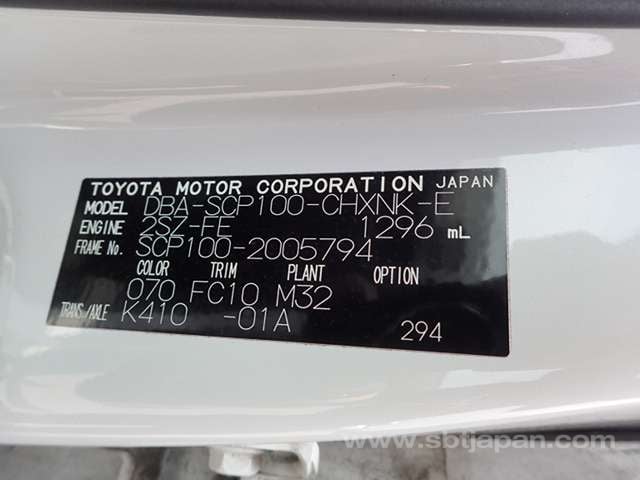 TOYOTA MOTOR CORPORATION JAPAN
MODEL DBA-SCP100-CHXNK-E
ENGINE 2SZ-FE 1296 mL
FRAME No. SCP100-2005794
COLOR TRIM PLANT OPTION
070 FC10 M32
TRANS/AXLE K410 -01A 294
www.sbtjapan.com